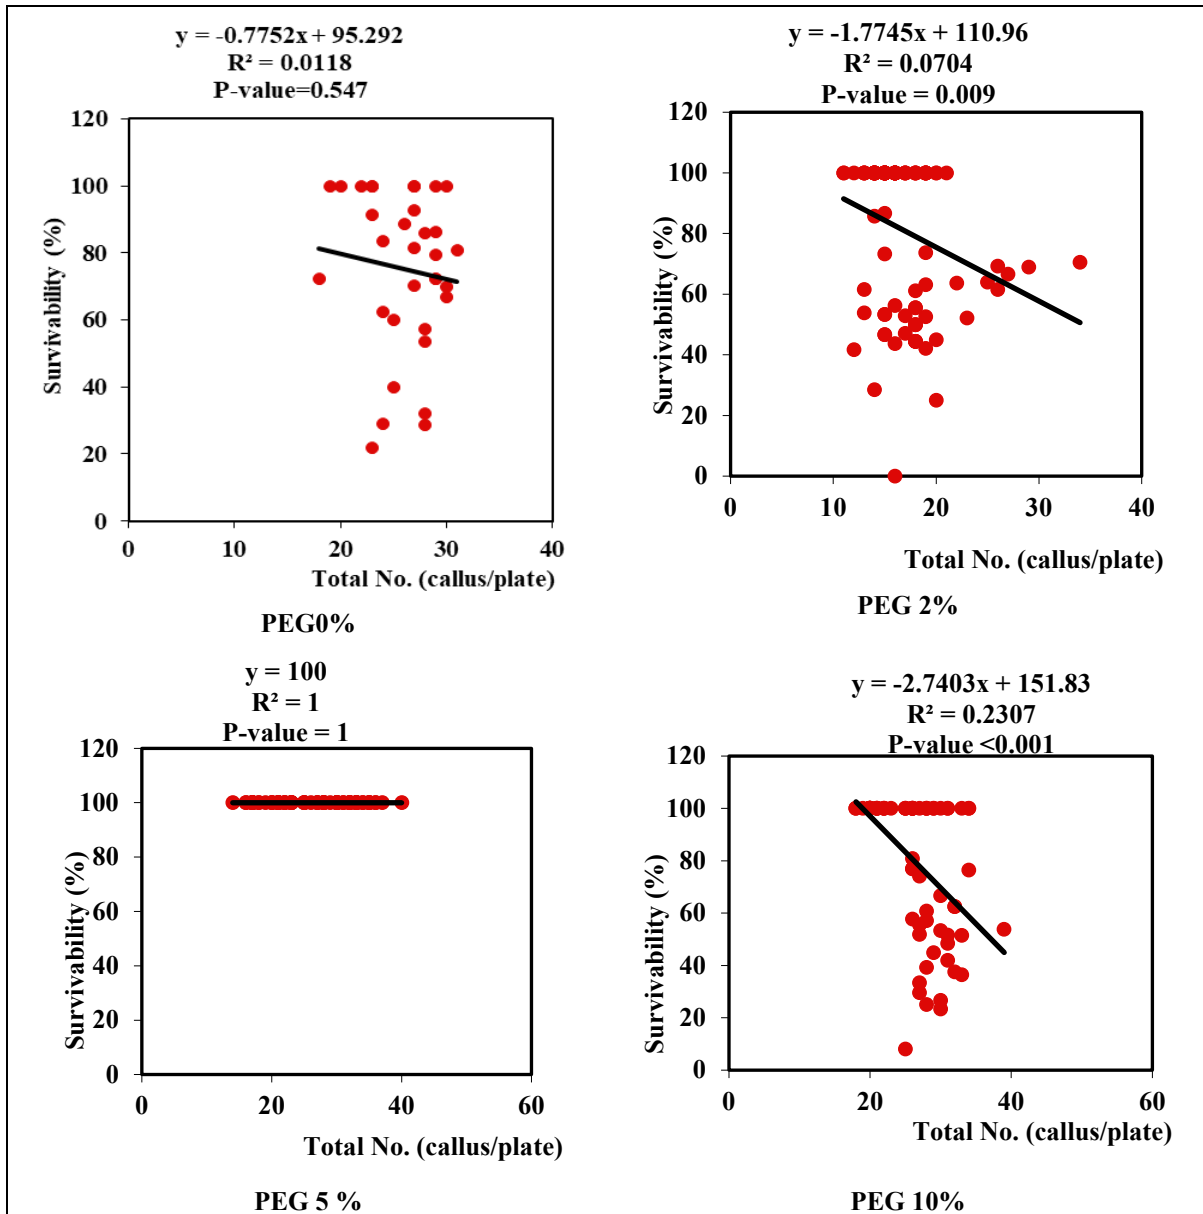 y = -0.7752x + 95.292
R² = 0.0118
P-value=0.547
120
100
80
60
40
20
0
0 10 20 30 40
Survivability (%)
Total No. (callus/plate)
PEG0%
y = -1.7745x + 110.96
R² = 0.0704
P-value = 0.009
120
100
80
60
40
20
0
0 10 20 30 40
Survivability (%)
Total No. (callus/plate)
PEG 2%
y = 100
R² = 1
P-value = 1
120
100
80
60
40
20
0
0 20 40 60
Survivability (%)
Total No. (callus/plate)
PEG 5 %
y = -2.7403x + 151.83
R² = 0.2307
P-value <0.001
120
100
80
60
40
20
0
0 20 40 60
Survivability (%)
Total No. (callus/plate)
PEG 10%